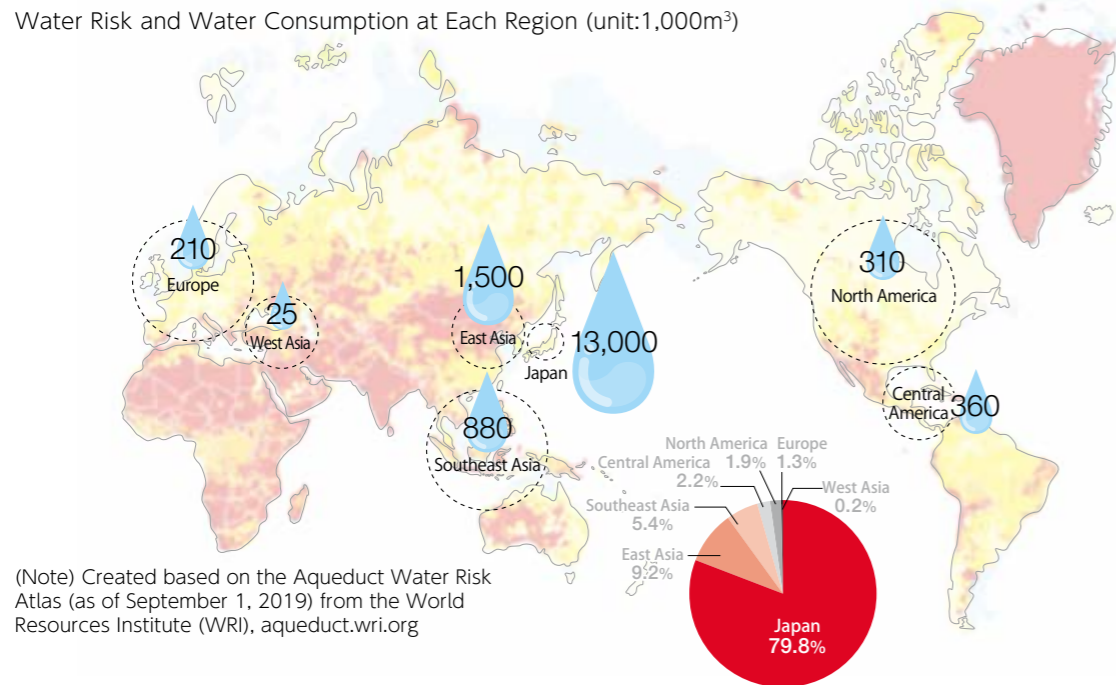 Water Risk and Water Consumption at Each Region (unit:1,000m³)
210
Europe
25
West Asia
1,500
East Asia
13,000
Japan
880
Southeast Asia
310
North America
Central
America
360
North America
1.9%
Europe
1.3%
Central America
2.2%
West Asia
0.2%
Southeast Asia
5.4%
East Asia
9.2%
Japan
79.8%
(Note) Created based on the Aqueduct Water Risk
Atlas (as of September 1, 2019) from the World
Resources Institute (WRI), aqueduct.wri.org